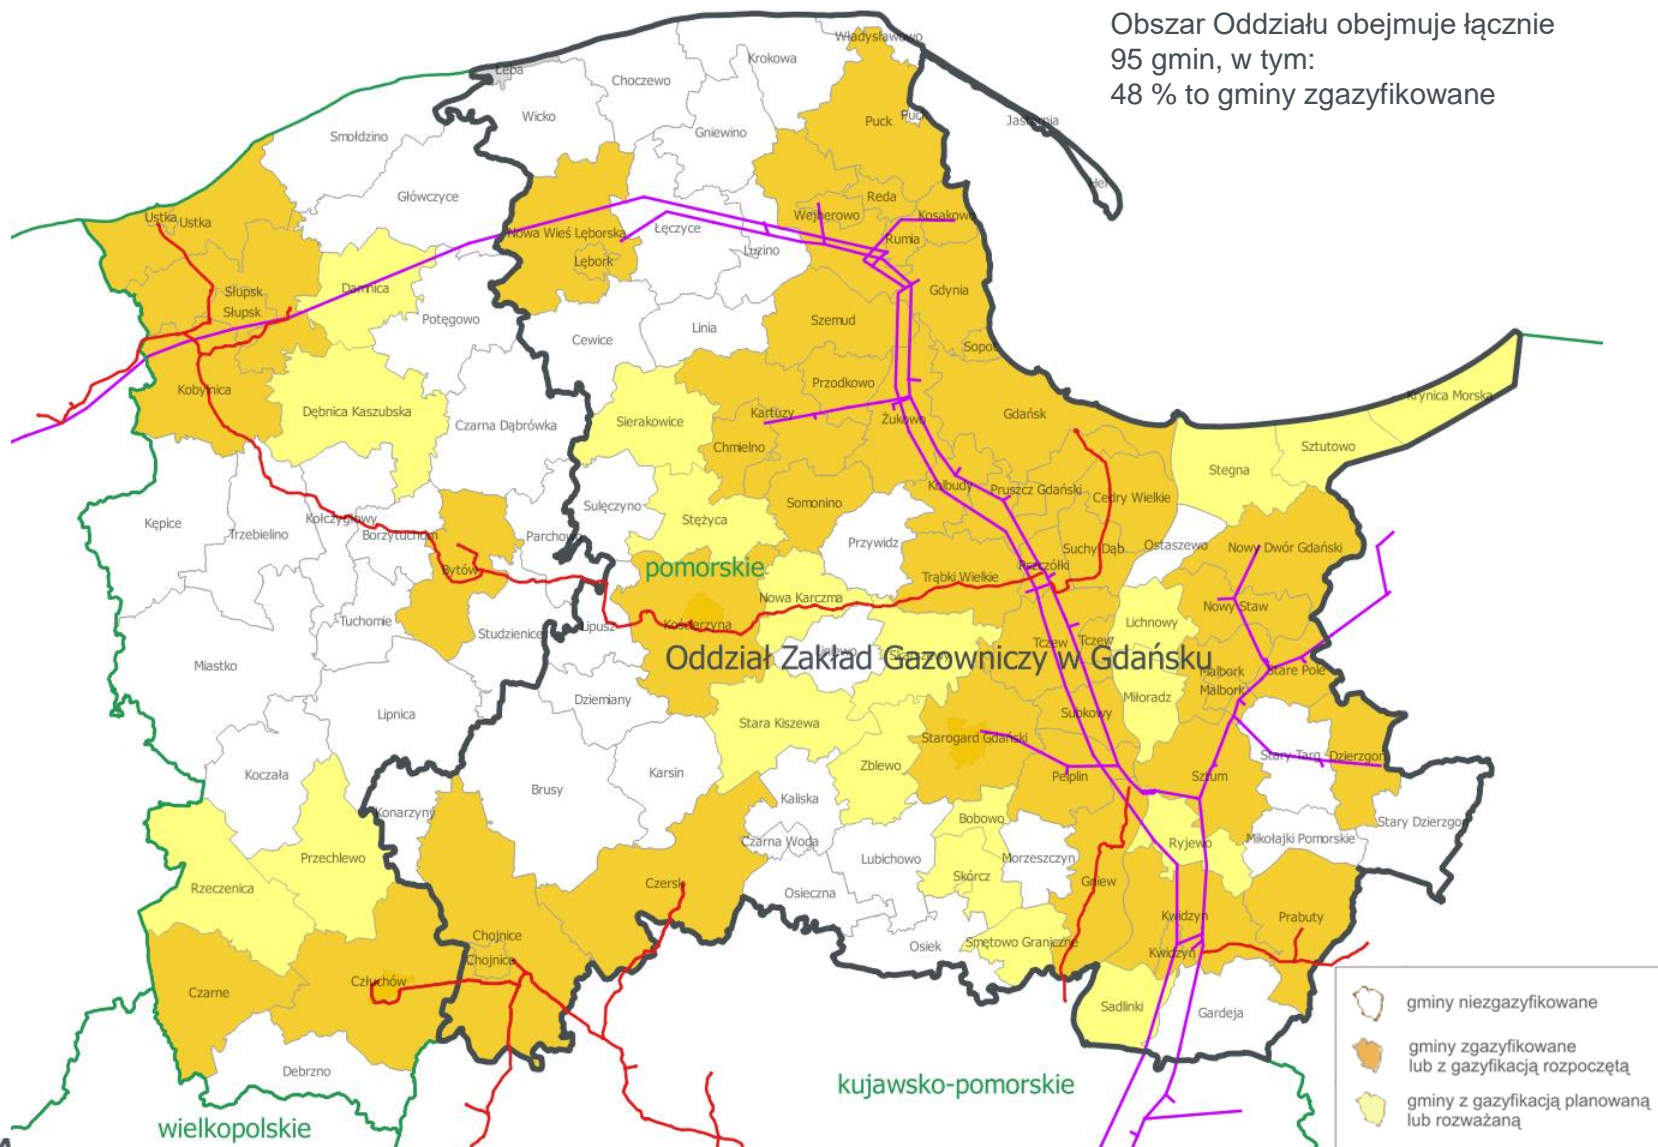 Obszar Oddziału obejmuje łącznie
95 gmin, w tym:
48 % to gminy zgazyfikowane
Władysławowo
Krokowa
Łeba
Choczewo
Wicko
Puck
Puck
Jastarnia
Gniewino
Smołdzino
Hel
Główczyce
Reda
Ustka
Ustka
Wejherowo
Kosakowo
Nowa Wieś Lęborska
Łęczyce
Rumia
Luzino
Lębork
Damnica
Słupsk
Gdynia
Słupsk
Potęgowo
Szemud
Linia
Cewice
Sopot
Przodkowo
Kobylnica
Krynica Morska
Dębnica Kaszubska
Kartuzy
Gdańsk
Sierakowice
Żukowo
Czarna Dąbrówka
Chmielno
Sztutowo
Stegna
Kolbudy
Pruszcz Gdański
Cedry Wielkie
Sulęczyno
Somonino
Kępice
Kołczygłowy
Stężyca
Trzebielino
Borzytuchom
Parchowo
Przywidz
Ostaszewo
Suchy Dąb
Nowy Dwór Gdański
pomorskie
Bytów
Pszczółki
Trąbki Wielkie
Nowa Karczma
Nowy Staw
Tuchomie
Lipusz
Kościerzyna
Lichnowy
Studzienice
Tczew
Tczew
Oddział Zakład Gazowniczy w Gdańsku
Miastko
Malbork
Stare Pole
Malbork
Miłoradz
Dziemiany
Lipnica
Subkowy
Stara Kiszewa
Starogard Gdański
Stary Targ
Dzierzgoń
Zblewo
Koczała
Karsin
Pelplin
Sztum
Brusy
Kaliska
Konarzyny
Bobowo
Stary Dzierzgoń
Czarna Woda
Mikołajki Pomorskie
Ryjewo
Przechlewo
Lubichowo
Morzeszczyn
Rzeczenica
Skórcz
Czersk
Gniew
Osieczna
Kwidzyn
Prabuty
Chojnice
Osiek
Smętowo Graniczne
Kwidzyn
Chojnice
Człuchów
Czarne
Sadlinki
Gardeja
gminy niezgazyfikowane
gminy zgazyfikowane
lub z gazyfikacją rozpoczętą
Debrzno
kujawsko-pomorskie
gminy z gazyfikacją planowaną
lub rozważaną
wielkopolskie